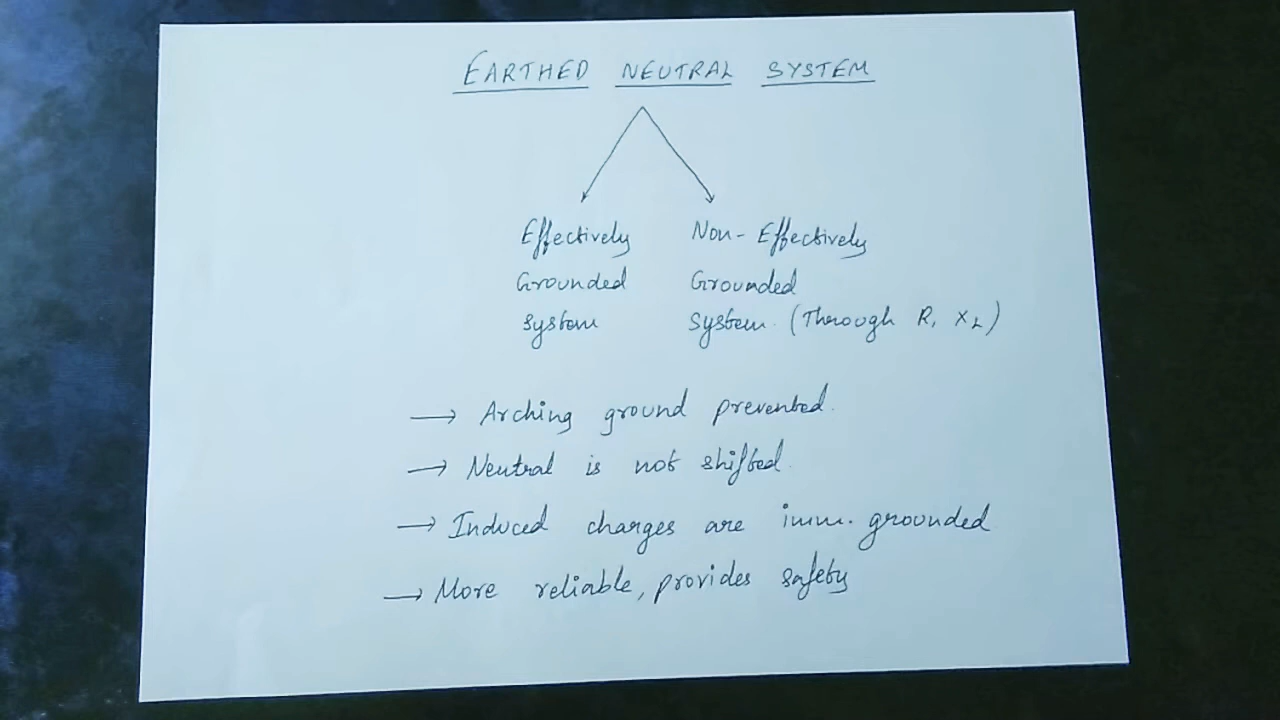 EARTHED NEUTRAL SYSTEM
Effectively Non-Effectively
Grounded Grounded
System System (Through R, XL)
→ Arching ground prevented.
→ Neutral is not shifted.
→ Induced charges are imm. grounded
→ More reliable, provides safety